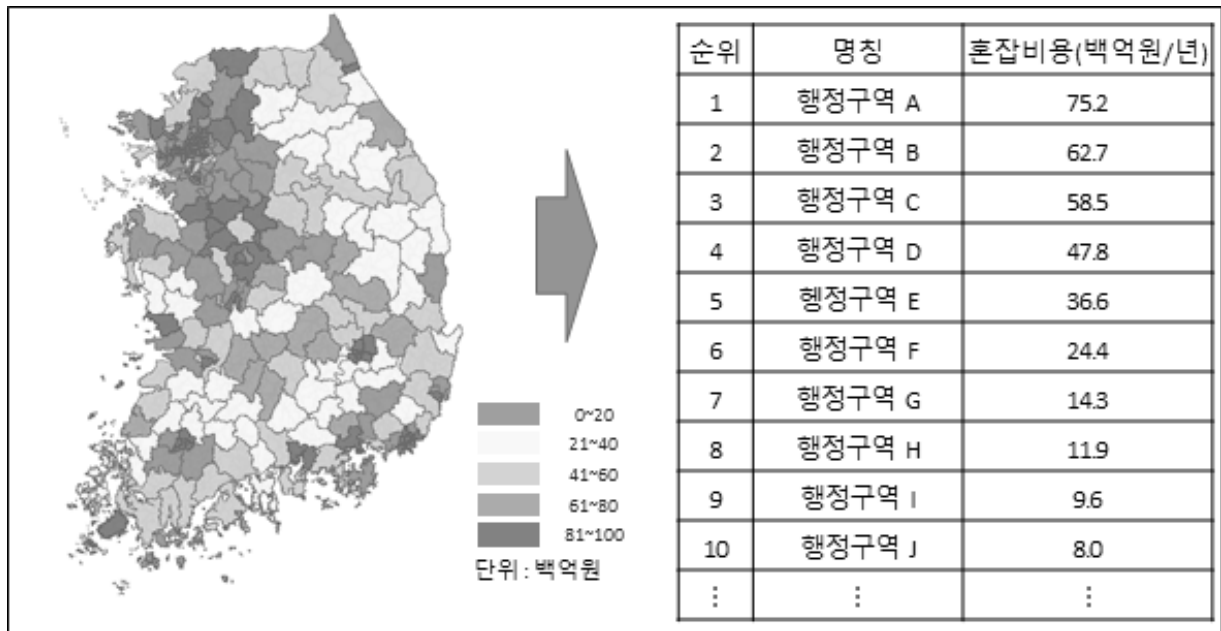 0~20
21~40
41~60
61~80
81~100
단위 : 백억원
순위 명칭 혼잡비용(백억원/년)
1 행정구역 A 75.2
2 행정구역 B 62.7
3 행정구역 C 58.5
4 행정구역 D 47.8
5 헹정구역 E 36.6
6 행정구역 F 24.4
7 행정구역 G 14.3
8 행정구역 H 11.9
9 행정구역 I 9.6
10 행정구역 J 8.0
⋮ ⋮ ⋮